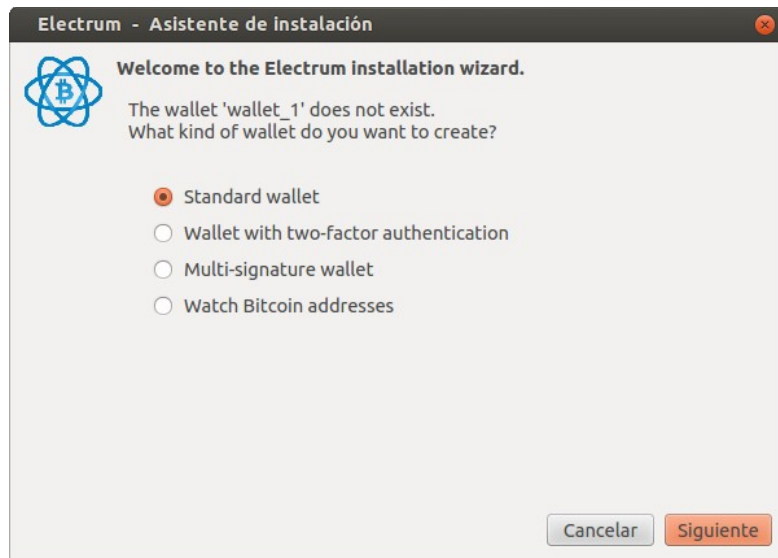 Electrum - Asistente de instalación
Welcome to the Electrum installation wizard.
The wallet 'wallet_1' does not exist.
What kind of wallet do you want to create?
Standard wallet
Wallet with two-factor authentication
Multi-signature wallet
Watch Bitcoin addresses
Cancelar Siguiente